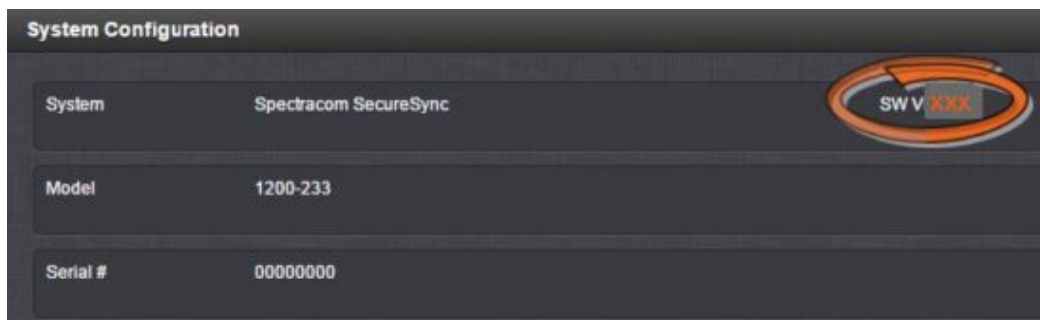 System Configuration
System Spectracom SecureSync SW V XXX
Model 1200-233
Serial # 00000000